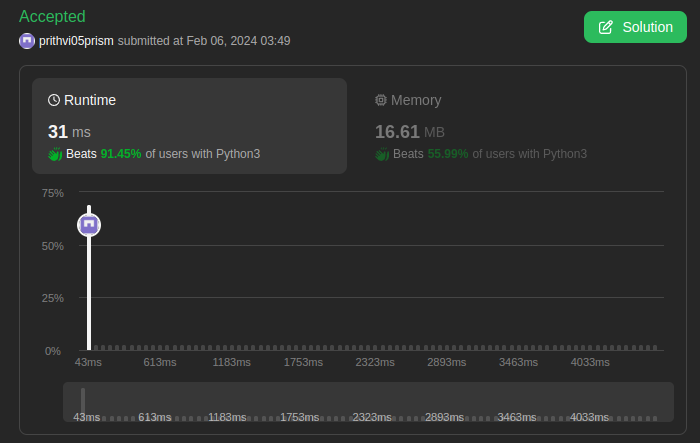 Accepted
prithvi05prism submitted at Feb 06, 2024 03:49
Solution
Runtime
31 ms
Beats 91.45% of users with Python3
Memory
16.61 MB
Beats 55.99% of users with Python3
75%
50%
25%
0%
43ms 613ms 1183ms 1753ms 2323ms 2893ms 3463ms 4033ms
43ms 613ms 1183ms 1753ms 2323ms 2893ms 3463ms 4033ms